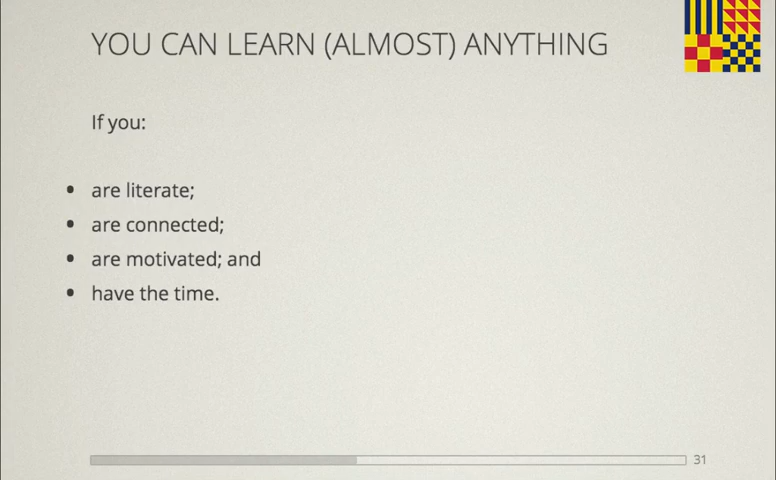 YOU CAN LEARN (ALMOST) ANYTHING
If you:
• are literate;
• are connected;
• are motivated; and
• have the time.
31